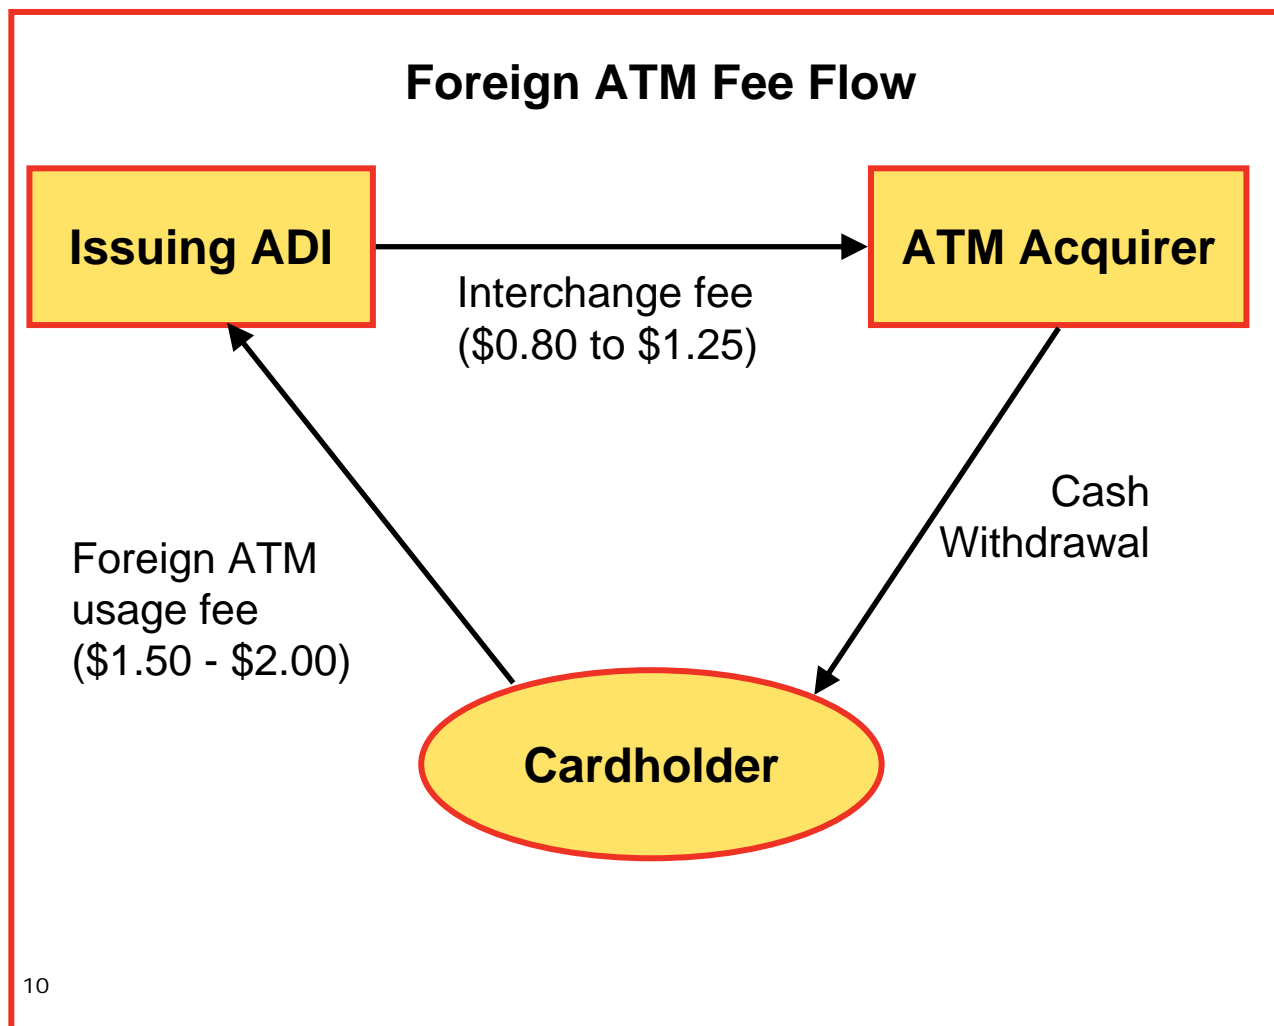 Foreign ATM Fee Flow
Issuing ADI
ATM Acquirer
Interchange fee
($0.80 to $1.25)
Cash
Withdrawal
Foreign ATM
usage fee
($1.50 - $2.00)
Cardholder
10